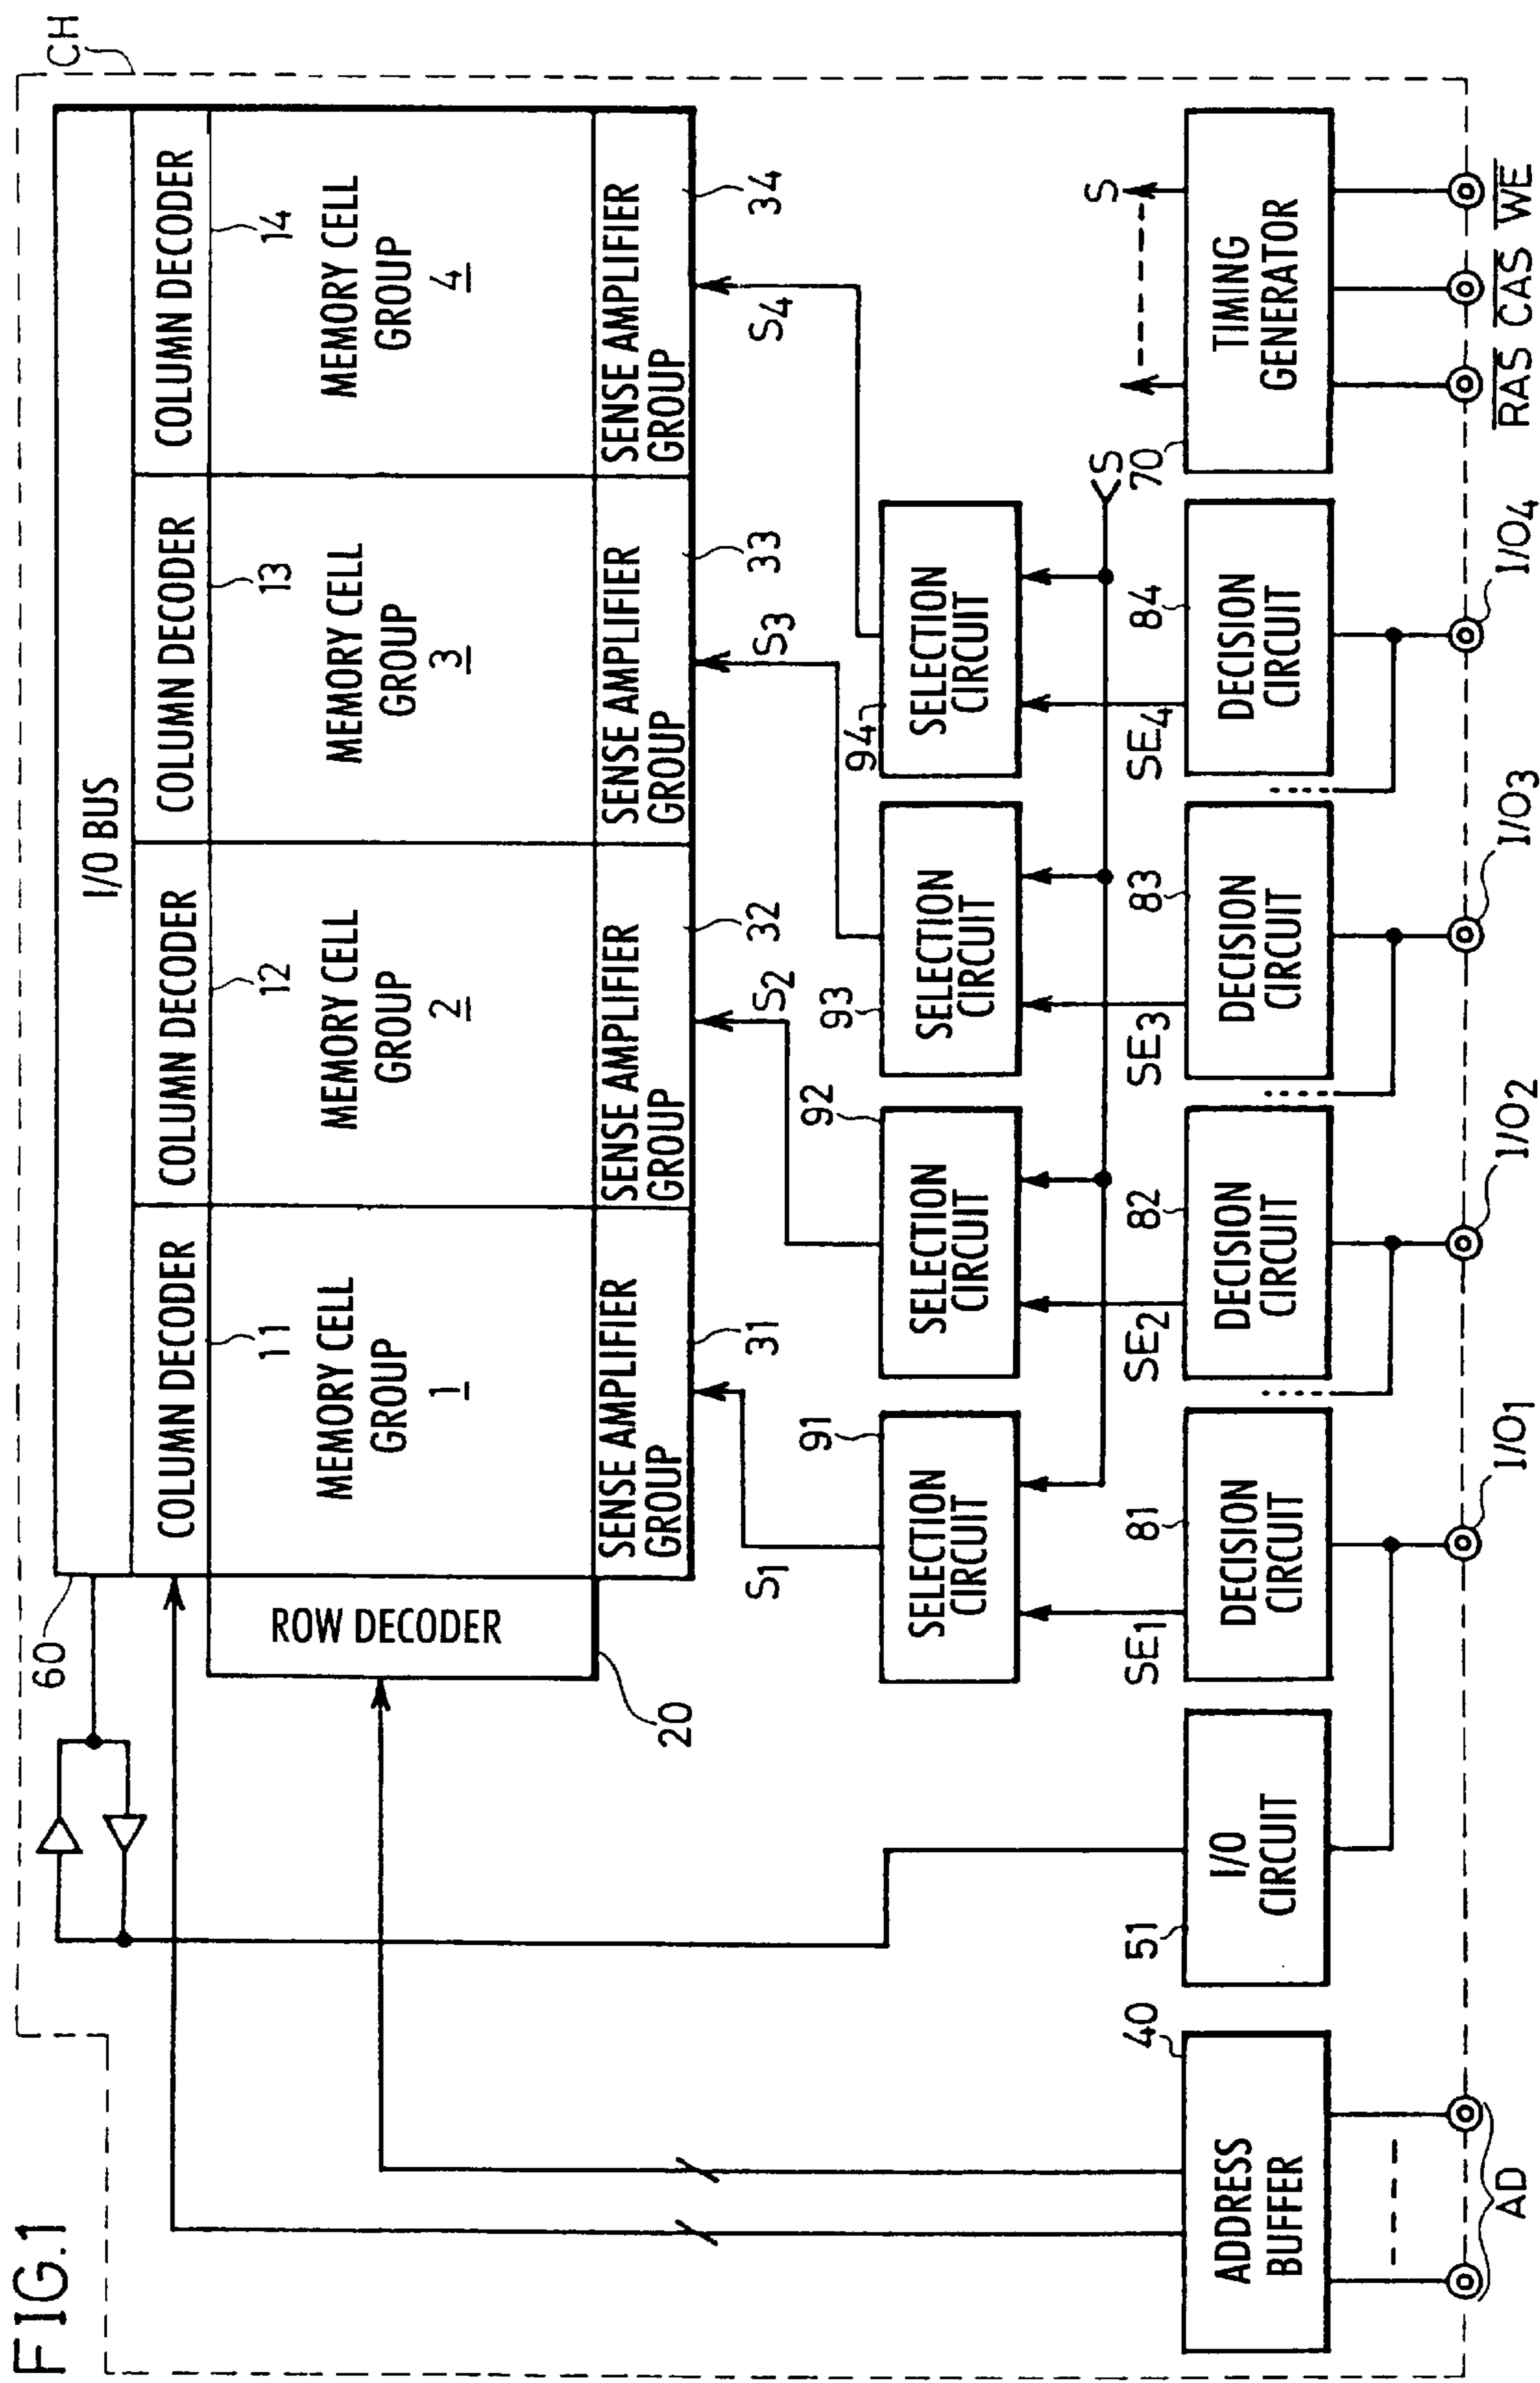 FIG.1
CH
60
I/O BUS
COLUMN DECODER
COLUMN DECODER
COLUMN DECODER
COLUMN DECODER
11
12
13
14
ROW DECODER
20
MEMORY CELL
GROUP
1
MEMORY CELL
GROUP
2
MEMORY CELL
GROUP
3
MEMORY CELL
GROUP
4
SENSE AMPLIFIER
GROUP
SENSE AMPLIFIER
GROUP
SENSE AMPLIFIER
GROUP
SENSE AMPLIFIER
GROUP
31
32
33
34
S1
S2
S3
S4
91
SELECTION
CIRCUIT
92
SELECTION
CIRCUIT
93
SELECTION
CIRCUIT
94
SELECTION
CIRCUIT
S
S
40
ADDRESS
BUFFER
51
I/O
CIRCUIT
SE1
81
DECISION
CIRCUIT
SE2
82
DECISION
CIRCUIT
SE3
83
DECISION
CIRCUIT
SE4
84
DECISION
CIRCUIT
70
TIMING
GENERATOR
AD
I/O1
I/O2
I/O3
I/O4
R̅A̅S̅ C̅A̅S̅ W̅E̅